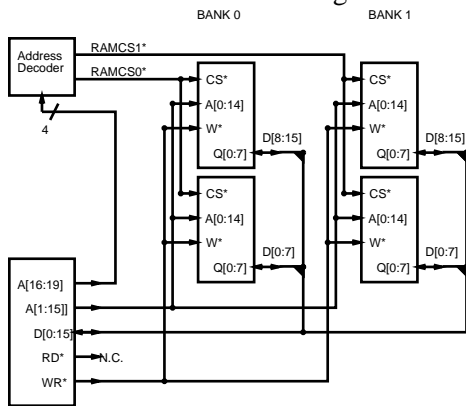 BANK 0
BANK 1
RAMCS1*
Address
Decoder
RAMCS0*
4
CS*
A[0:14]
W*
Q[0:7]
D[8:15]
CS*
A[0:14]
W*
Q[0:7]
D[8:15]
CS*
A[0:14]
W*
Q[0:7]
D[0:7]
CS*
A[0:14]
W*
Q[0:7]
D[0:7]
A[16:19]
A[1:15]]
D[0:15]
RD*
N.C.
WR*